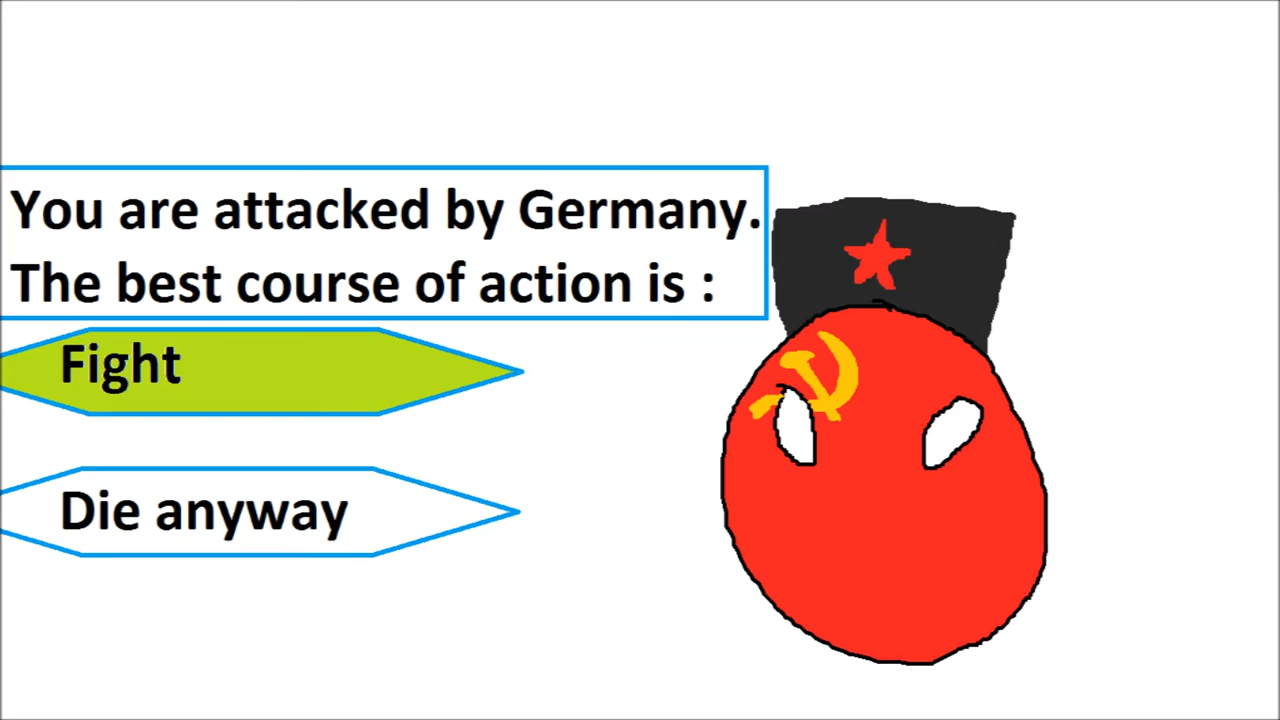 You are attacked by Germany.
The best course of action is :
Fight
Die anyway